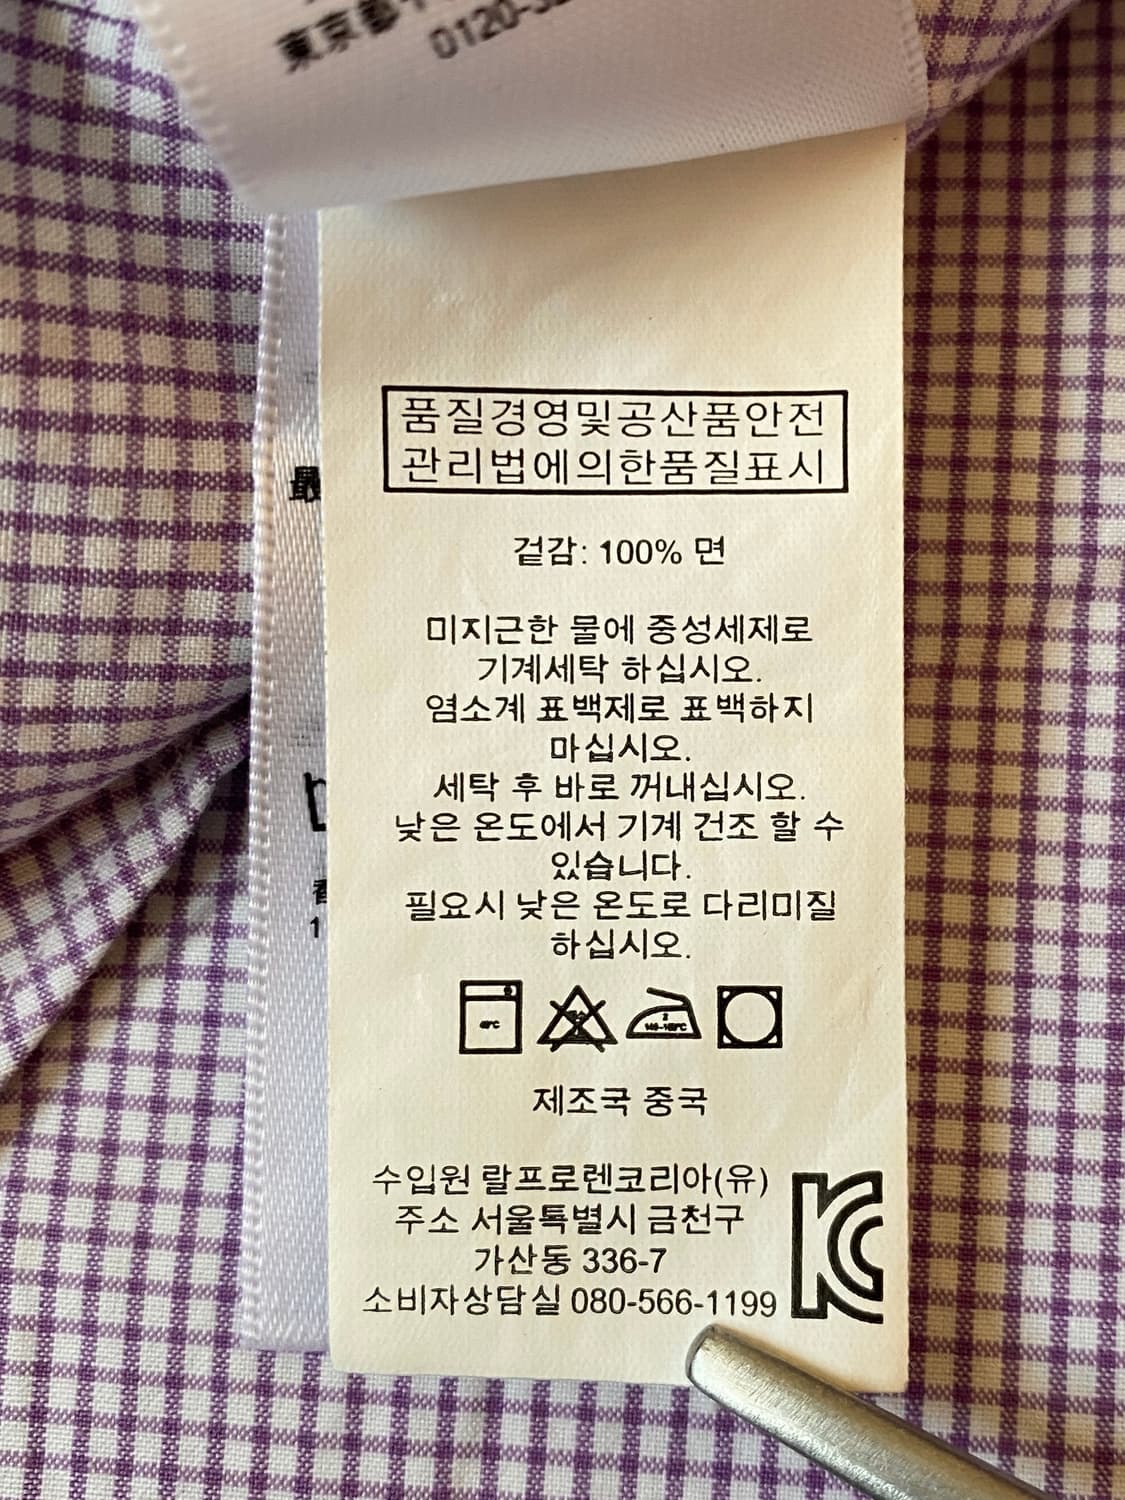 東京都
0120-3
最
품질경영및공산품안전
관리법에의한품질표시
겉감: 100% 면
미지근한 물에 중성세제로
기계세탁 하십시오.
염소계 표백제로 표백하지
마십시오.
세탁 후 바로 꺼내십시오.
낮은 온도에서 기계 건조 할 수
있습니다.
필요시 낮은 온도로 다리미질
하십시오.
제조국 중국
수입원 랄프로렌코리아(유)
주소 서울특별시 금천구
가산동 336-7
소비자상담실 080-566-1199
KC